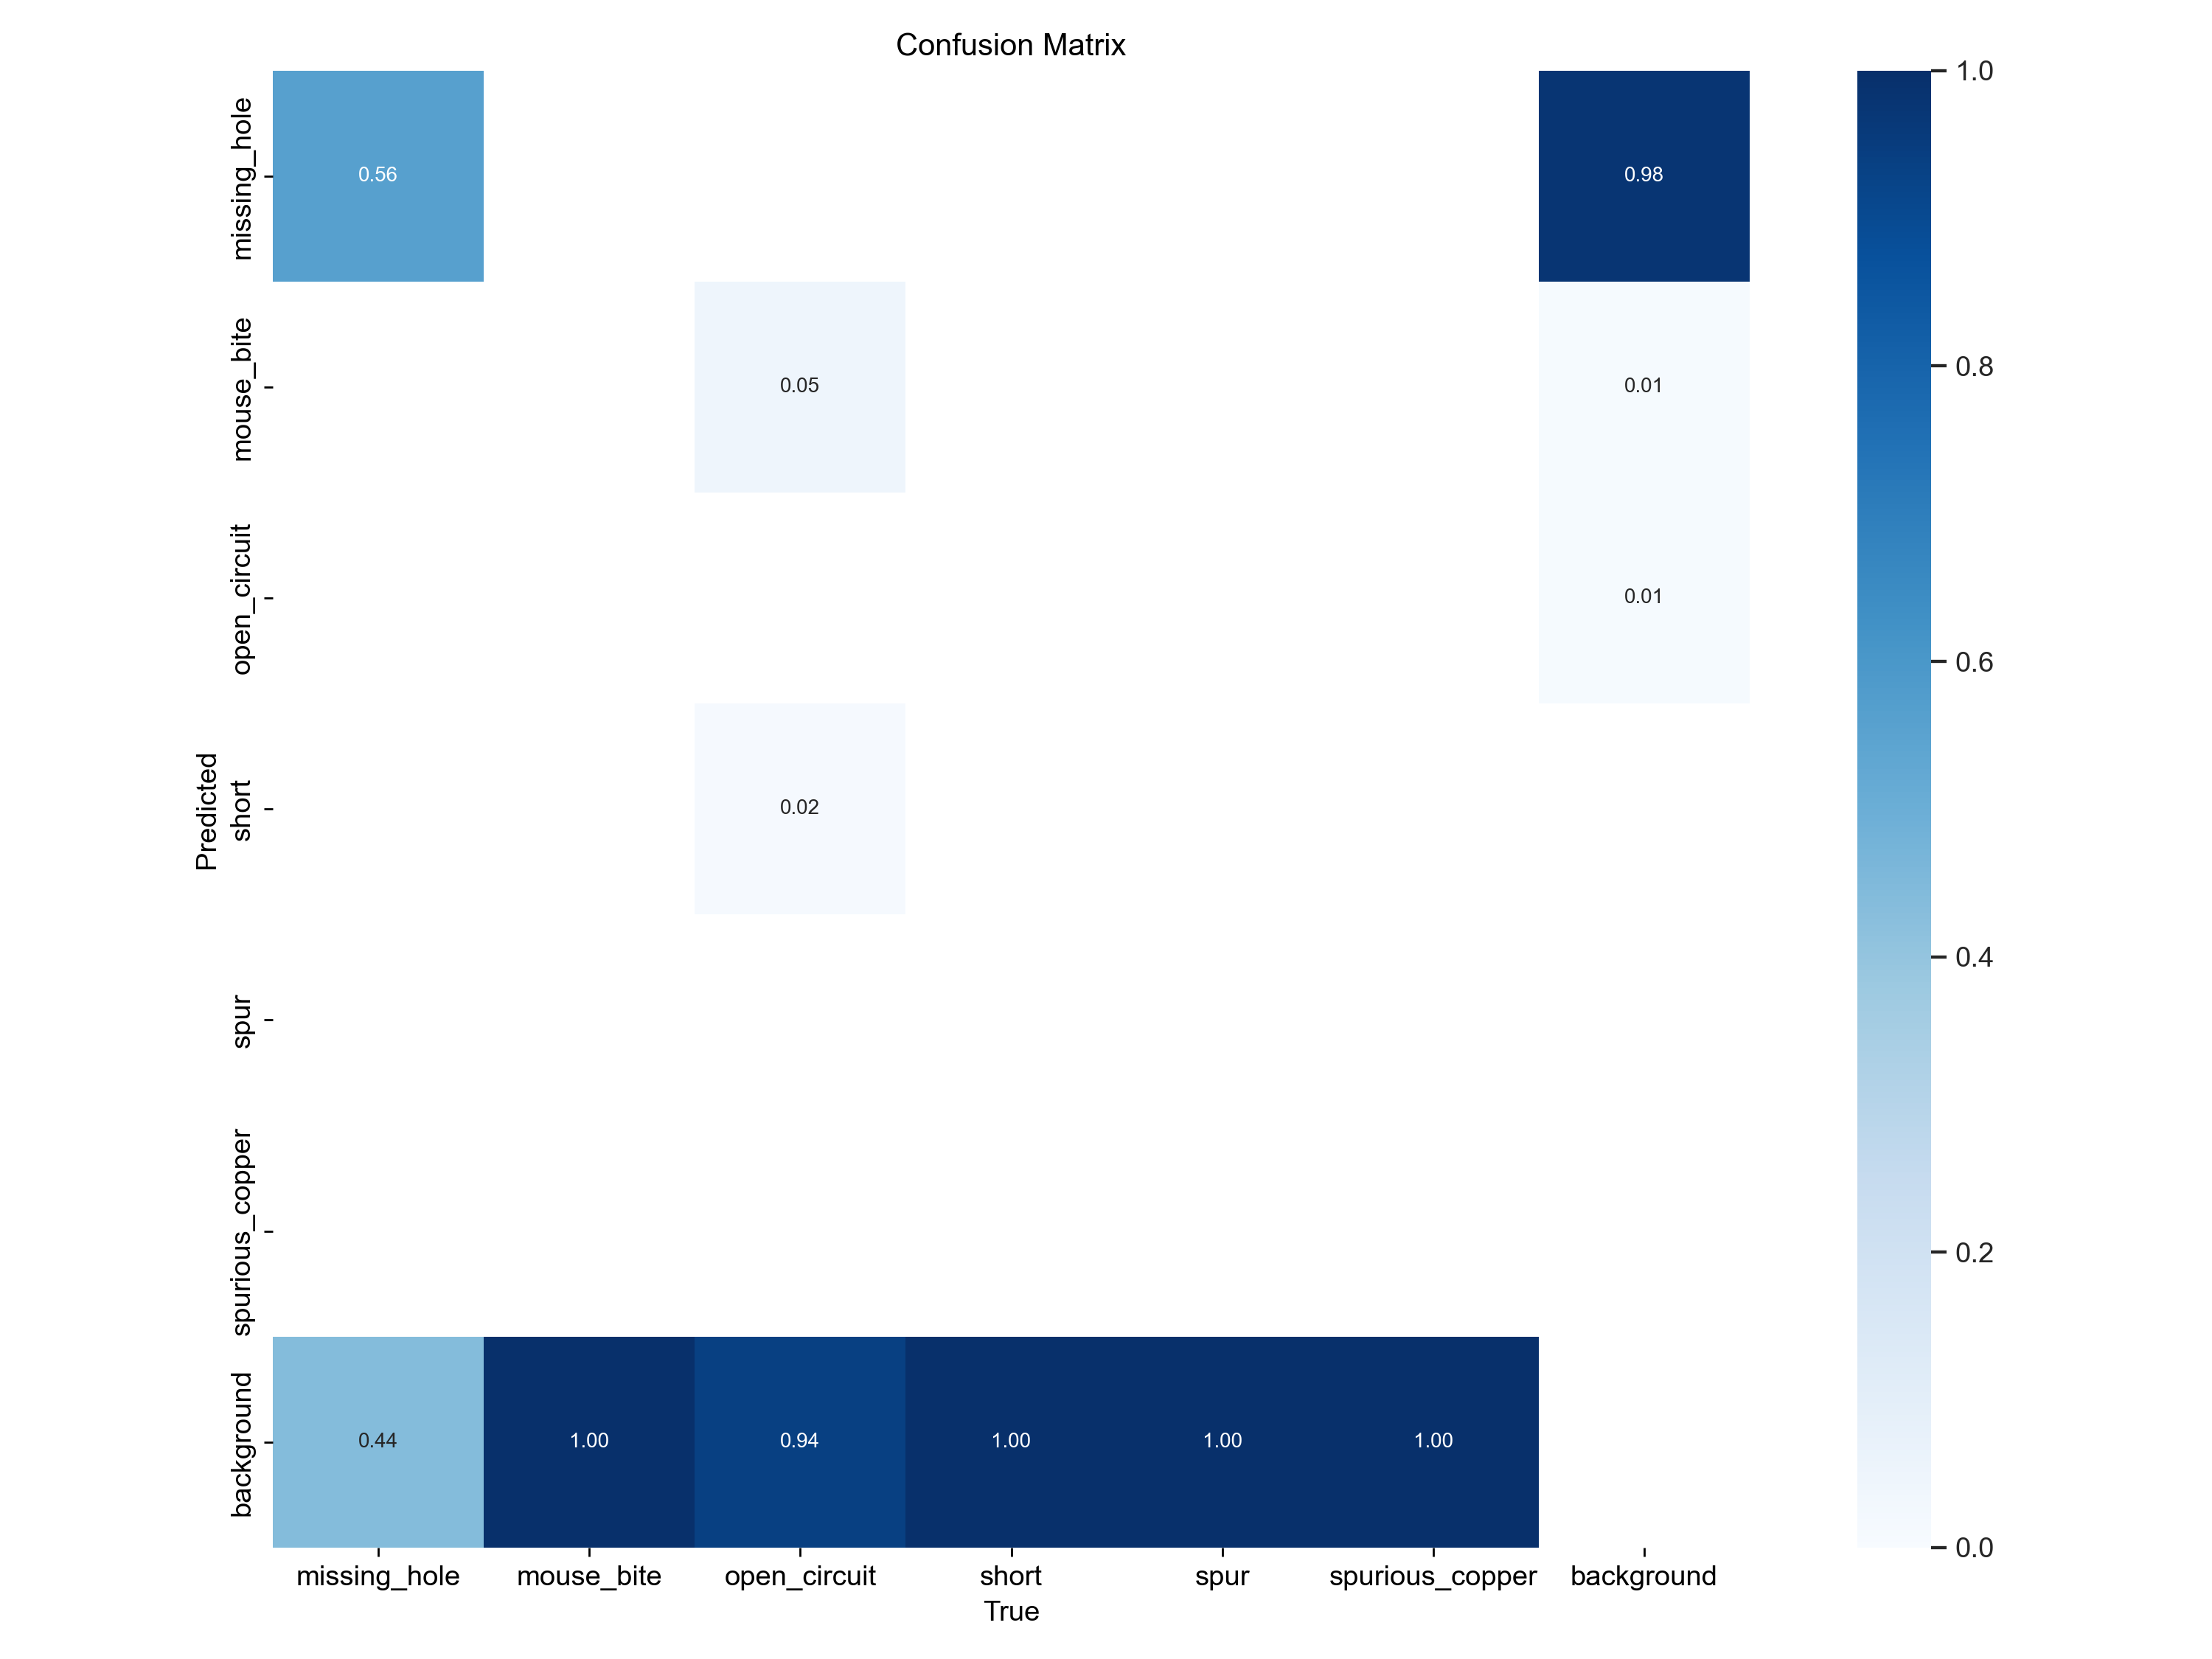 Confusion Matrix
missing_hole
0.56
0.98
1.0
mouse_bite
0.05
0.01
0.8
open_circuit
0.01
0.6
Predicted
short
0.02
0.4
spur
spurious_copper
0.2
background
0.44
1.00
0.94
1.00
1.00
1.00
0.0
missing_hole
mouse_bite
open_circuit
short
spur
spurious_copper
background
True